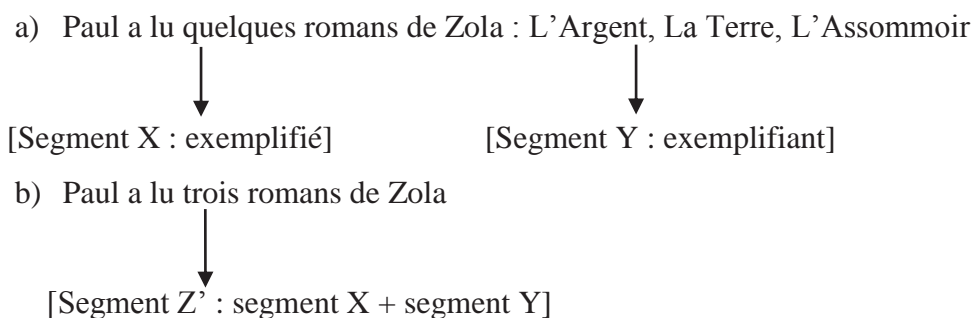 a) Paul a lu quelques romans de Zola : L’Argent, La Terre, L’Assommoir
[Segment X : exemplifié] [Segment Y : exemplifiant]
b) Paul a lu trois romans de Zola
[Segment Z’ : segment X + segment Y]